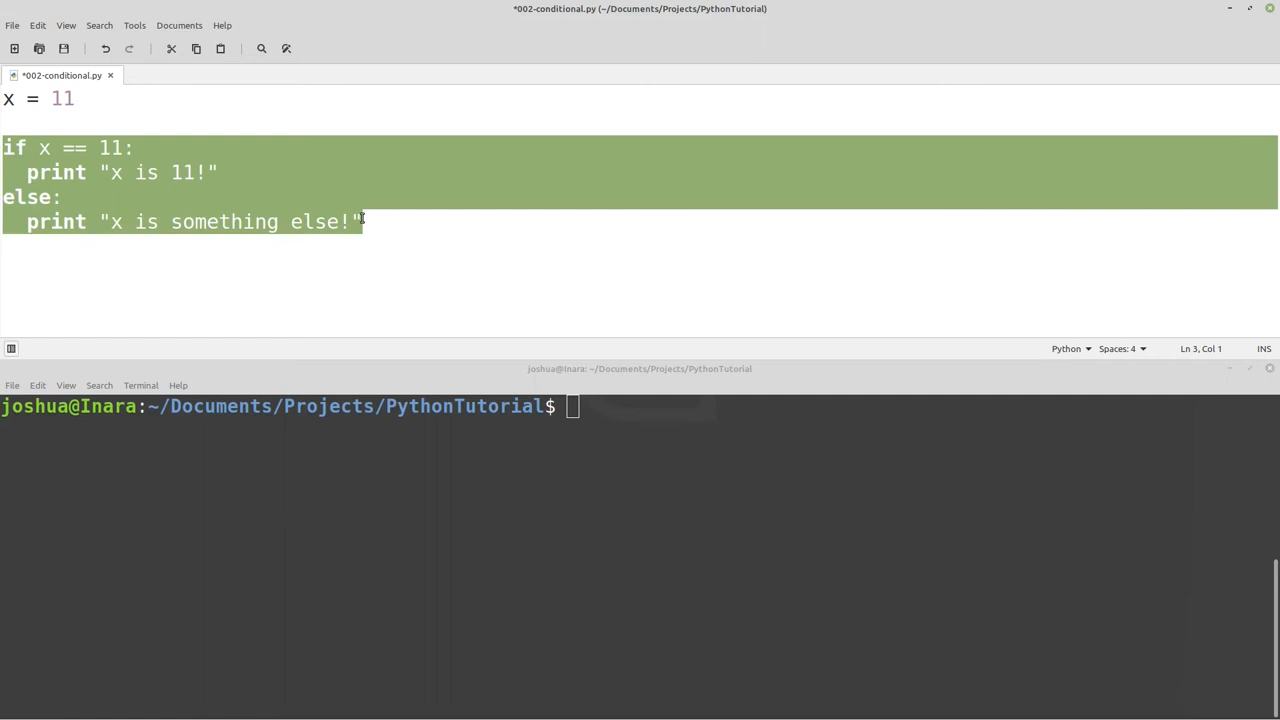 *002-conditional.py (~/Documents/Projects/PythonTutorial)
File Edit View Search Tools Documents Help
*002-conditional.py ×
x = 11
if x == 11:
  print "x is 11!"
else:
  print "x is something else!"
Python Spaces: 4 Ln 3, Col 1 INS
joshua@Inara: ~/Documents/Projects/PythonTutorial
File Edit View Search Terminal Help
joshua@Inara:~/Documents/Projects/PythonTutorial$